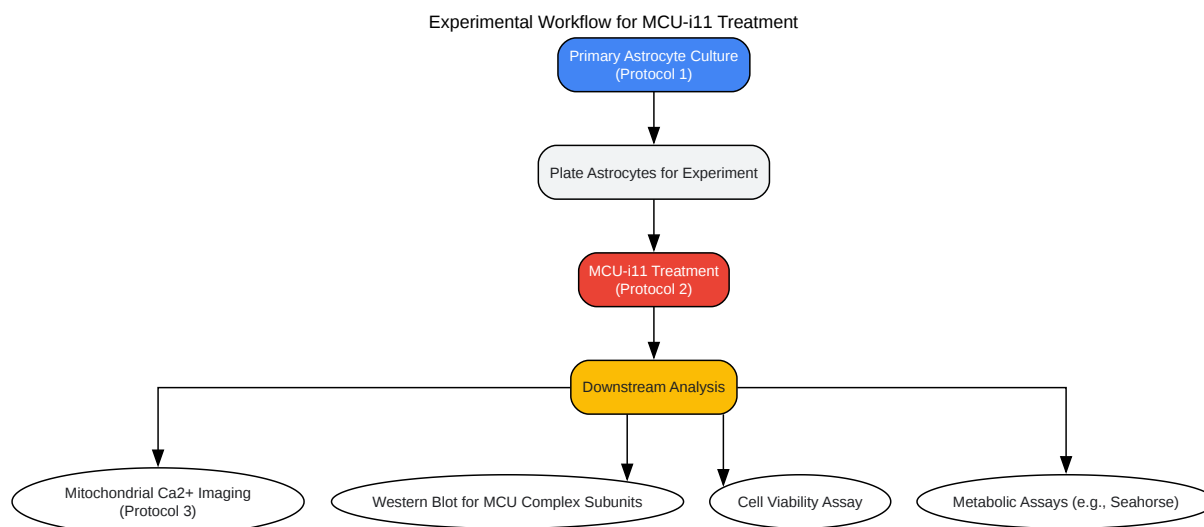 Experimental Workflow for MCU-i11 Treatment
Primary Astrocyte Culture
(Protocol 1)
Plate Astrocytes for Experiment
MCU-i11 Treatment
(Protocol 2)
Downstream Analysis
Mitochondrial Ca2+ Imaging
(Protocol 3)
Western Blot for MCU Complex Subunits
Cell Viability Assay
Metabolic Assays (e.g., Seahorse)